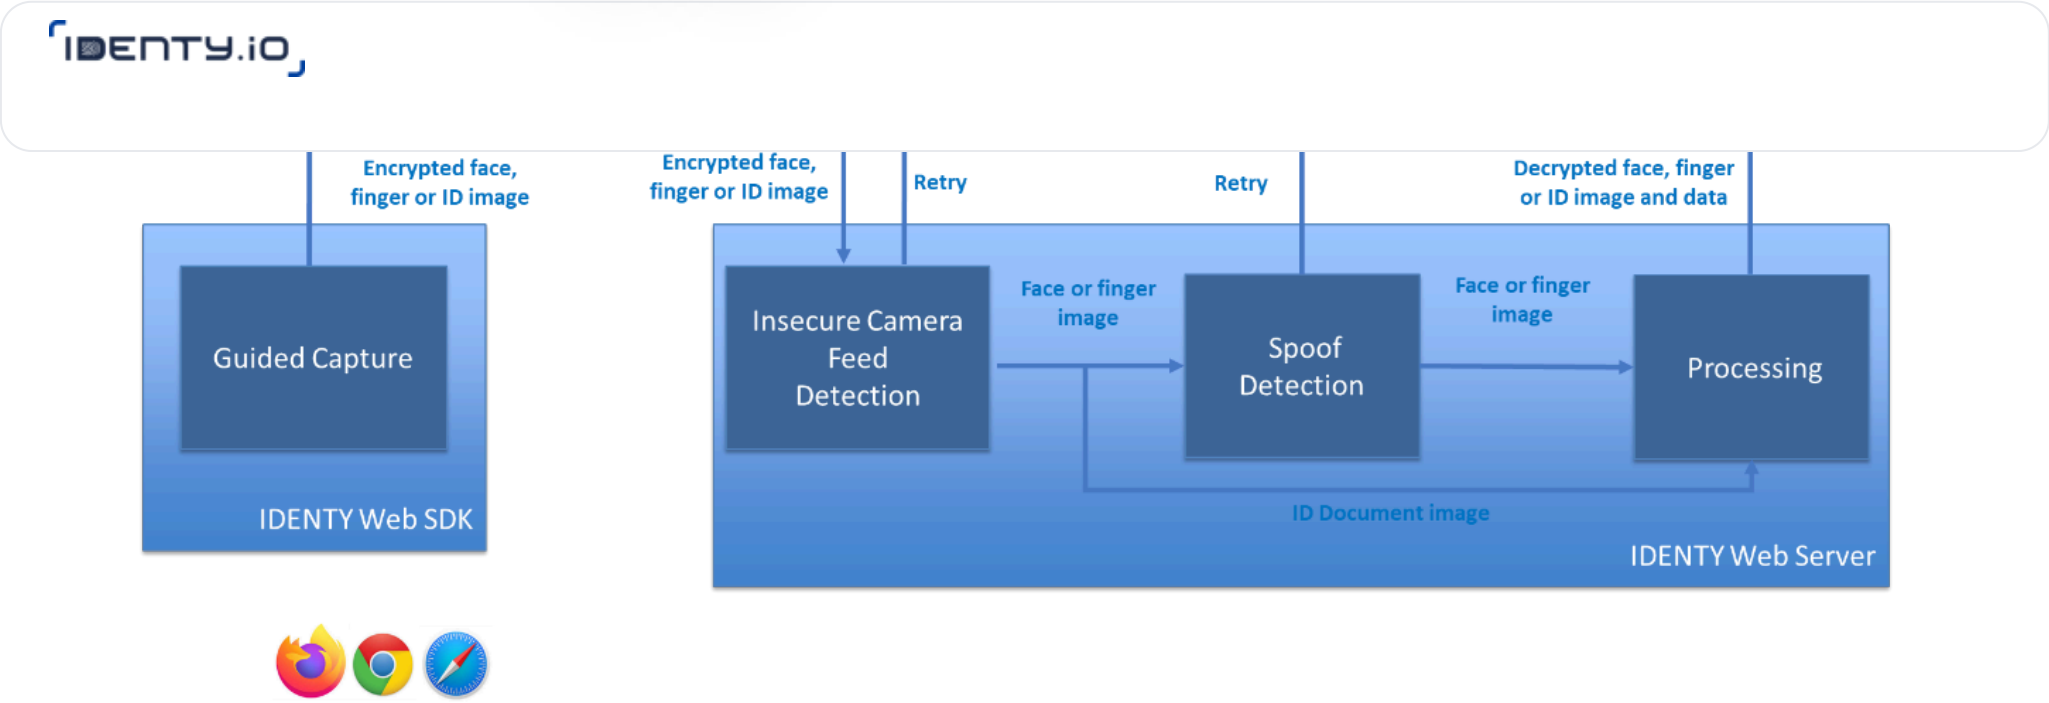 IDENTY.iO
Encrypted face,
finger or ID image
Encrypted face,
finger or ID image
Retry
Retry
Decrypted face, finger
or ID image and data
Guided Capture
IDENTY Web SDK
Insecure Camera
Feed
Detection
Face or finger
image
Spoof
Detection
Face or finger
image
Processing
ID Document image
IDENTY Web Server